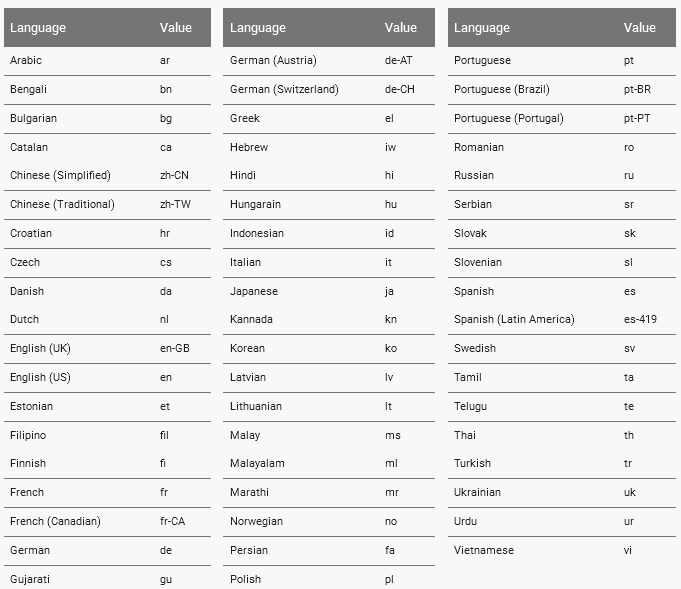 Language Value
Arabic ar
Bengali bn
Bulgarian bg
Catalan ca
Chinese (Simplified) zh-CN
Chinese (Traditional) zh-TW
Croatian hr
Czech cs
Danish da
Dutch nl
English (UK) en-GB
English (US) en
Estonian et
Filipino fil
Finnish fi
French fr
French (Canadian) fr-CA
German de
Gujarati gu
Language Value
German (Austria) de-AT
German (Switzerland) de-CH
Greek el
Hebrew iw
Hindi hi
Hungarain hu
Indonesian id
Italian it
Japanese ja
Kannada kn
Korean ko
Latvian lv
Lithuanian lt
Malay ms
Malayalam ml
Marathi mr
Norwegian no
Persian fa
Polish pl
Language Value
Portuguese pt
Portuguese (Brazil) pt-BR
Portuguese (Portugal) pt-PT
Romanian ro
Russian ru
Serbian sr
Slovak sk
Slovenian sl
Spanish es
Spanish (Latin America) es-419
Swedish sv
Tamil ta
Telugu te
Thai th
Turkish tr
Ukrainian uk
Urdu ur
Vietnamese vi